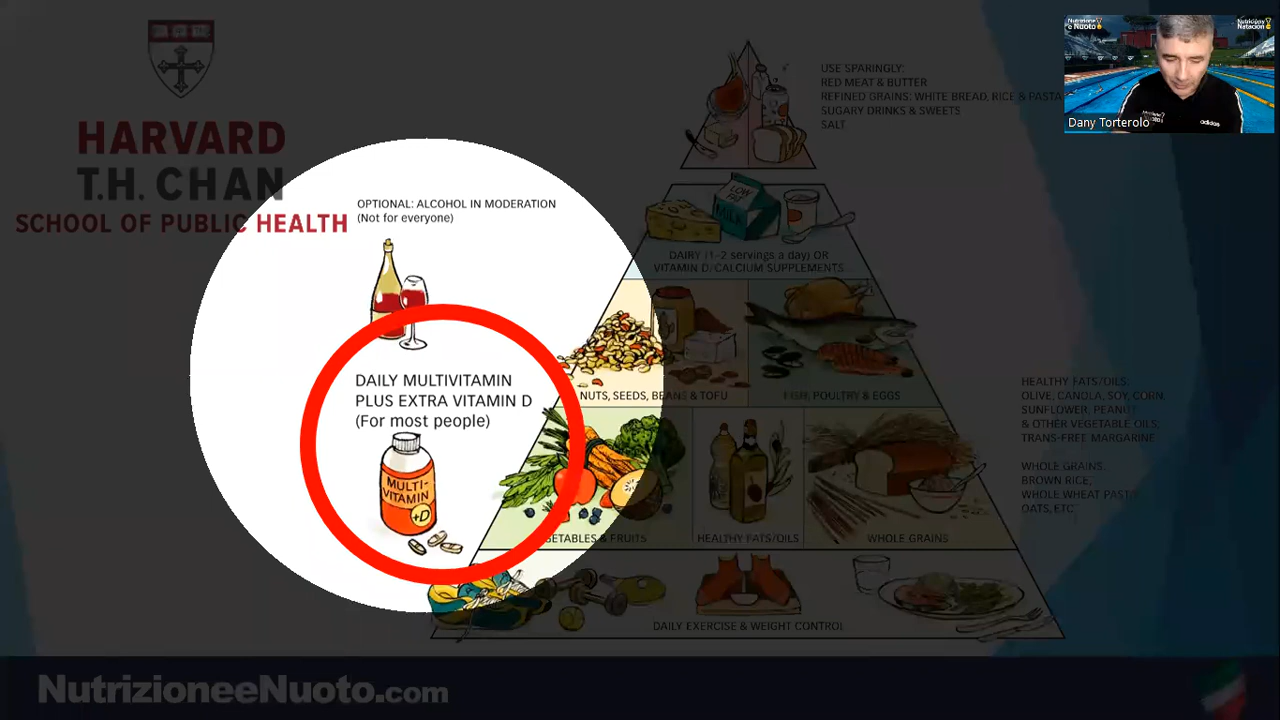 HARVARD
T.H. CHAN
SCHOOL OF PUBLIC HEALTH
OPTIONAL: ALCOHOL IN MODERATION
(Not for everyone)
DAILY MULTIVITAMIN
PLUS EXTRA VITAMIN D
(For most people)
MULTI-
VITAMIN
+D
USE SPARINGLY:
RED MEAT & BUTTER
REFINED GRAINS: WHITE BREAD, RICE & PASTA
SUGARY DRINKS & SWEETS
SALT
LOW
FAT
MILK
DAIRY (1–2 servings a day) OR
VITAMIN D/CALCIUM SUPPLEMENTS
NUTS, SEEDS, BEANS & TOFU
FISH, POULTRY & EGGS
VEGETABLES & FRUITS
HEALTHY FATS/OILS
WHOLE GRAINS
DAILY EXERCISE & WEIGHT CONTROL
HEALTHY FATS/OILS:
OLIVE, CANOLA, SOY, CORN,
SUNFLOWER, PEANUT
& OTHER VEGETABLE OILS;
TRANS-FREE MARGARINE
WHOLE GRAINS:
BROWN RICE,
WHOLE WHEAT PASTA,
OATS, ETC
Nutrizione
e Nuoto
Nutrición y
Natación
adidas
Dany Torterolo
NutrizioneeNuoto.com